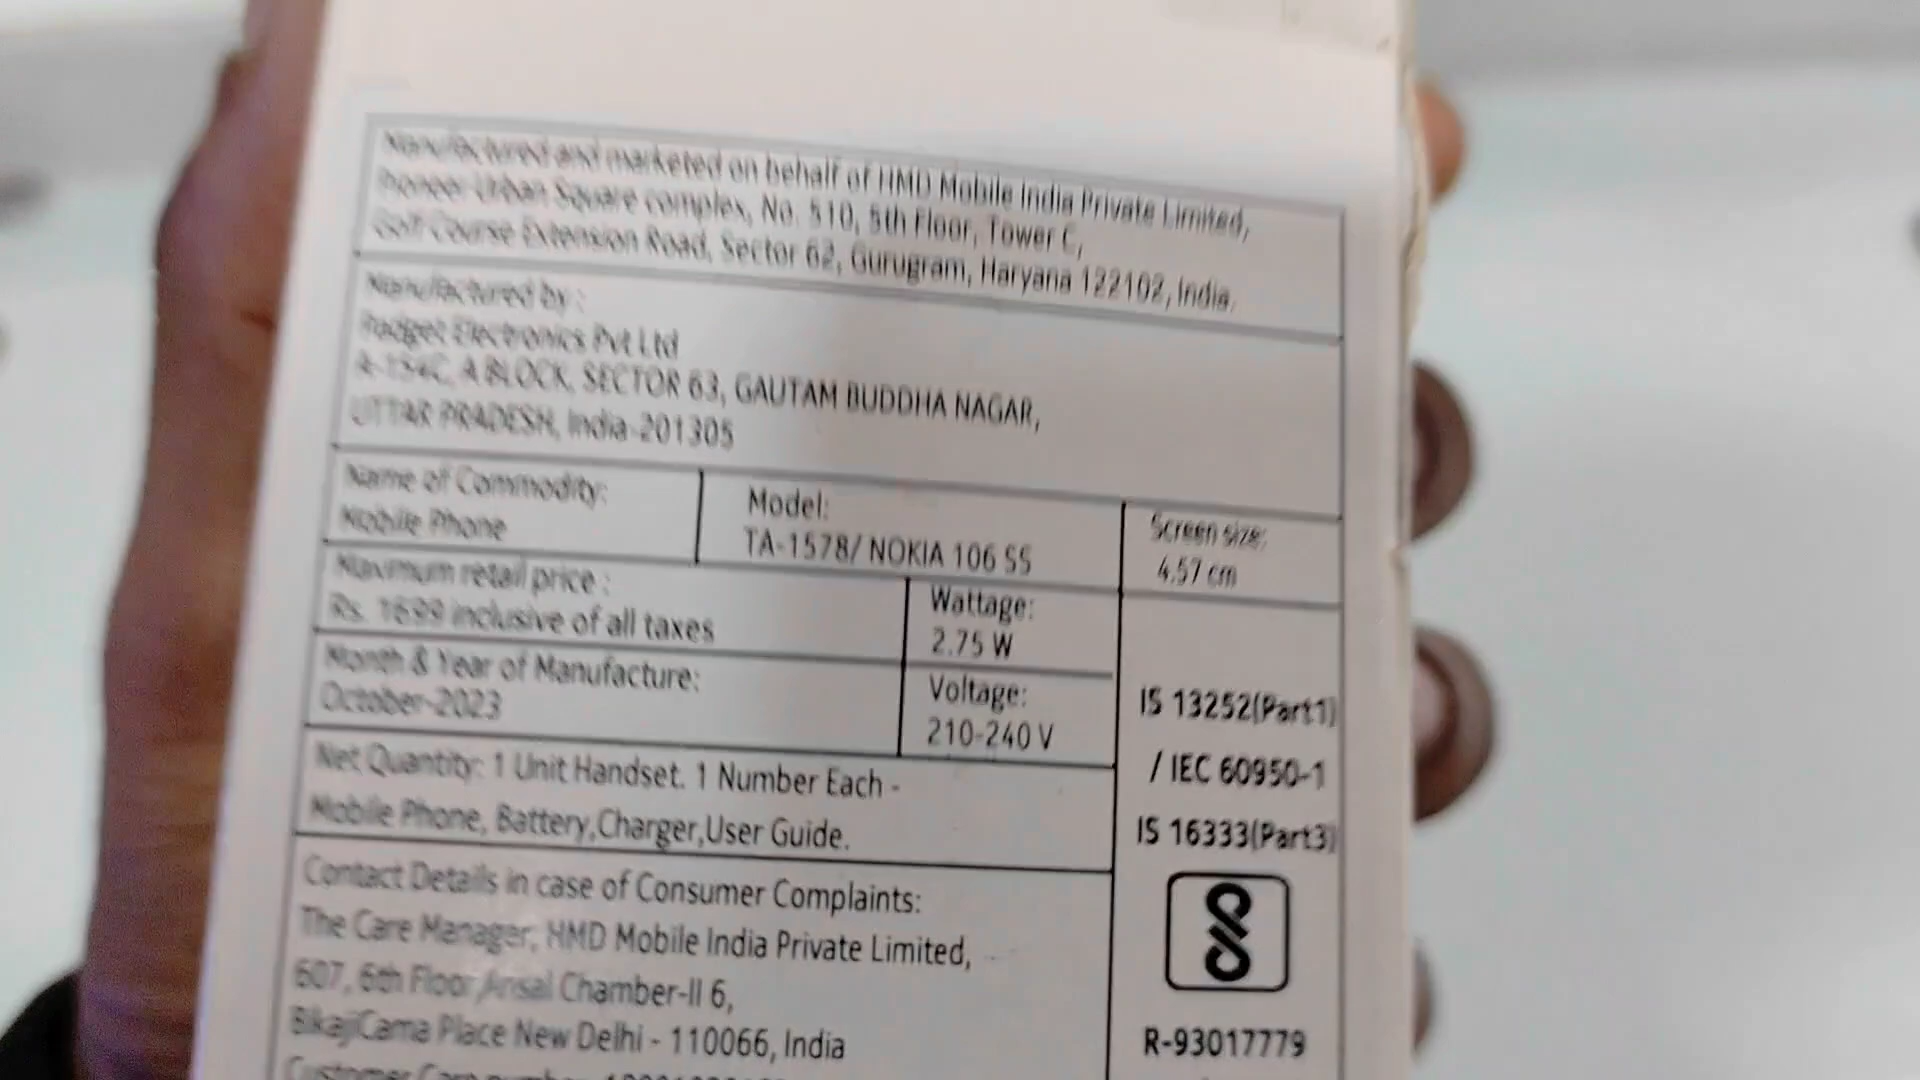 Manufactured and marketed on behalf of HMD Mobile India Private Limited,
Pioneer Urban Square complex, No. 510, 5th Floor, Tower C,
Golf Course Extension Road, Sector 62, Gurugram, Haryana 122102, India.
Manufactured by :
Padget Electronics Pvt Ltd
A BLOCK, SECTOR 63, GAUTAM BUDDHA NAGAR,
UTTAR PRADESH, India-201305
Name of Commodity:
Mobile Phone
Model:
TA-1578/ NOKIA 106 SS
Screen size:
4.57 cm
Maximum retail price :
Rs. 1699 inclusive of all taxes
Wattage:
2.75 W
Month & Year of Manufacture:
October-2023
Voltage:
210-240 V
IS 13252(Part1)
/ IEC 60950-1
IS 16333(Part3)
R-93017779
Net Quantity: 1 Unit Handset. 1 Number Each -
Mobile Phone, Battery,Charger,User Guide.
Contact Details in case of Consumer Complaints:
The Care Manager, HMD Mobile India Private Limited,
607, 6th Floor Ansal Chamber-II 6,
BikajiCama Place New Delhi - 110066, India
Customer Care number